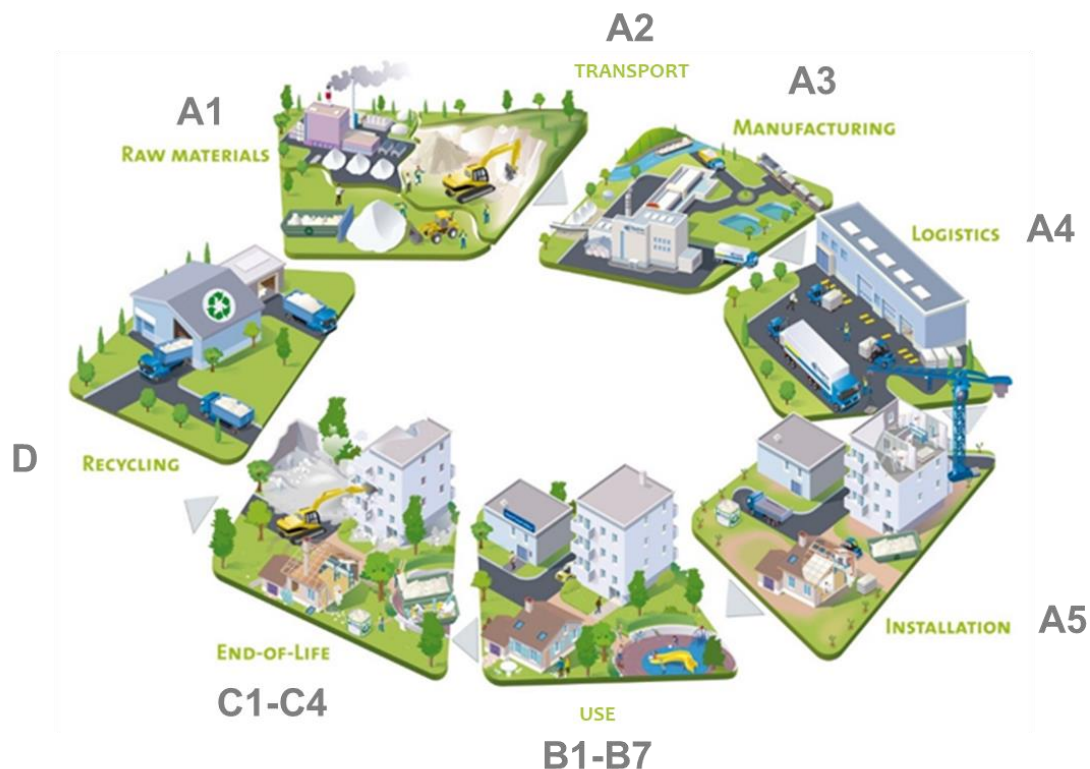 A2
TRANSPORT
A3
MANUFACTURING
A1
RAW MATERIALS
LOGISTICS A4
D
RECYCLING
INSTALLATION A5
END-OF-LIFE
C1-C4
USE
B1-B7